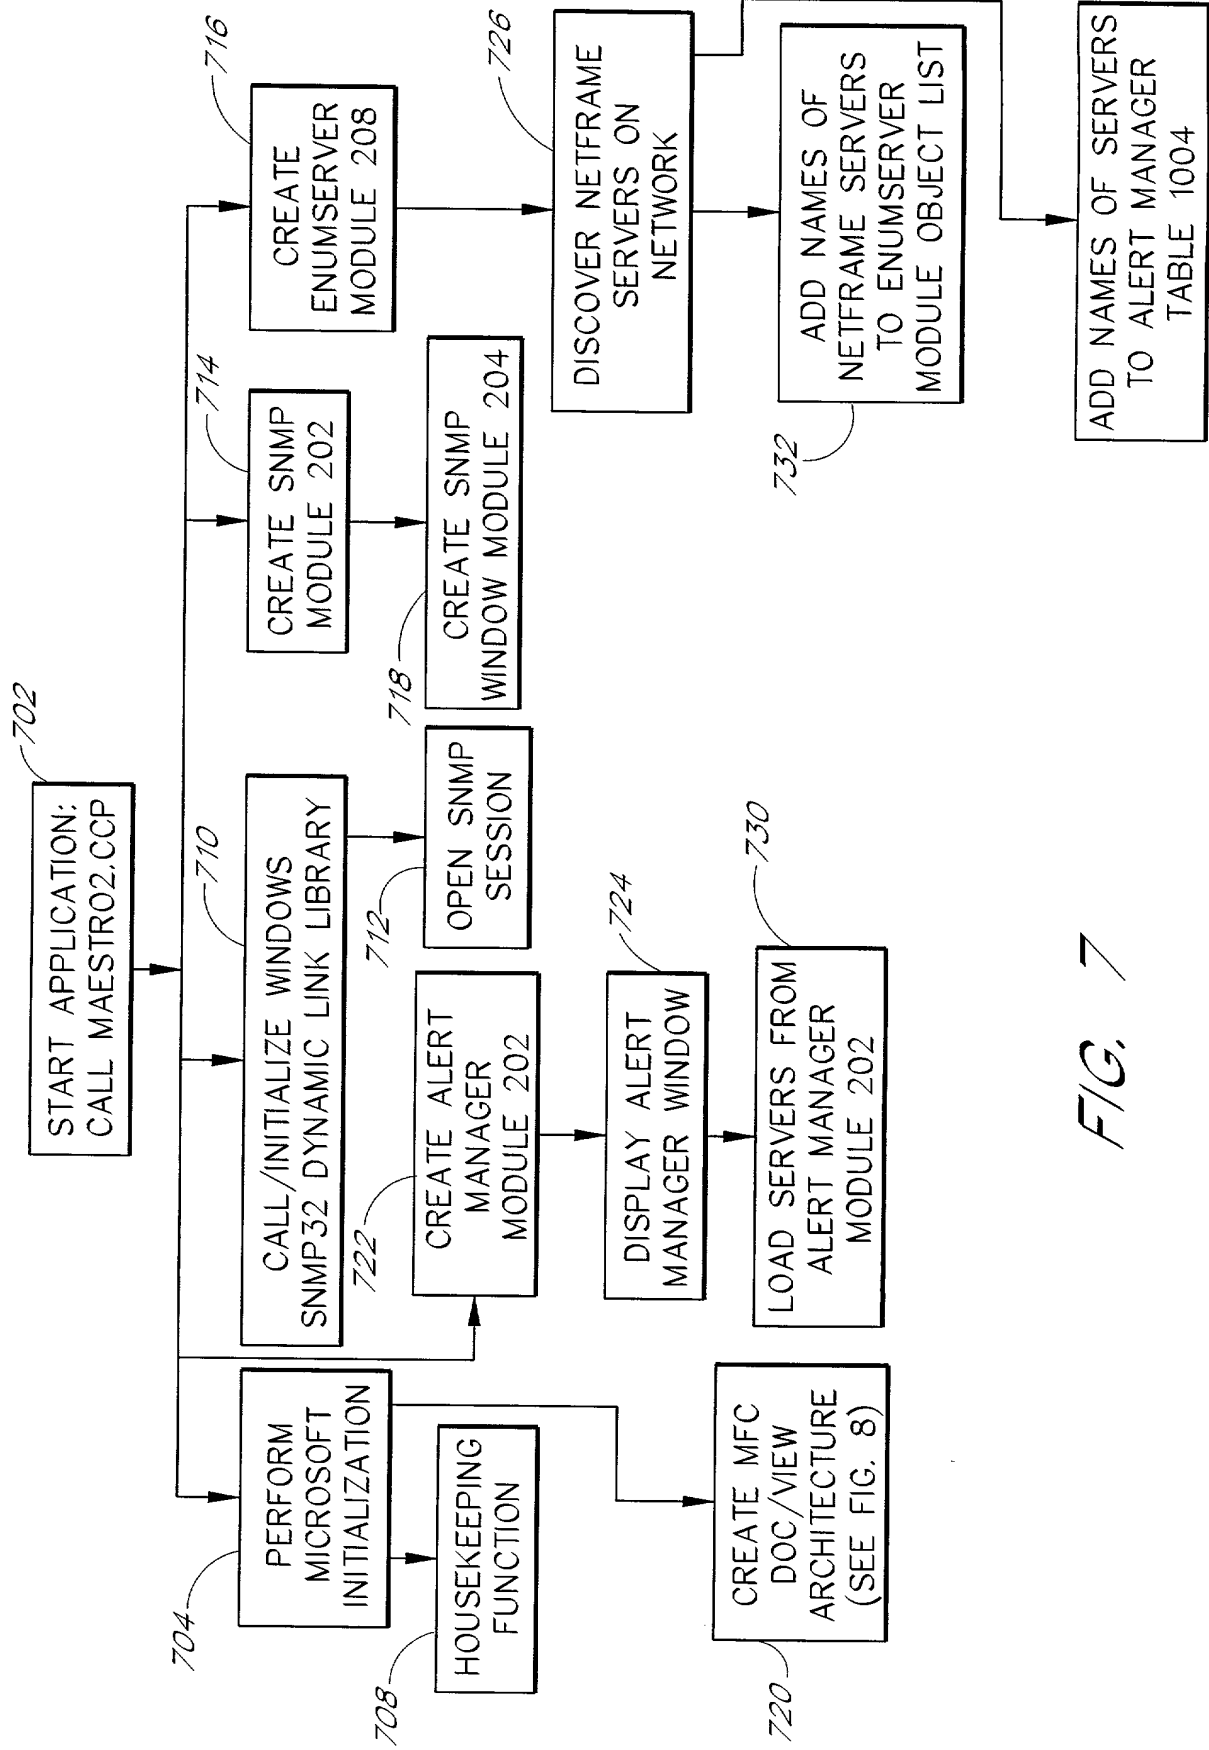 702
START APPLICATION:
CALL MAESTRO2.CCP
704
PERFORM
MICROSOFT
INITIALIZATION
708
HOUSEKEEPING
FUNCTION
720
CREATE MFC
DOC/VIEW
ARCHITECTURE
(SEE FIG. 8)
710
CALL/INITIALIZE WINDOWS
SNMP32 DYNAMIC LINK LIBRARY
712
OPEN SNMP
SESSION
722
CREATE ALERT
MANAGER
MODULE 202
724
DISPLAY ALERT
MANAGER WINDOW
730
LOAD SERVERS FROM
ALERT MANAGER
MODULE 202
714
CREATE SNMP
MODULE 202
718
CREATE SNMP
WINDOW MODULE 204
716
CREATE
ENUMSERVER
MODULE 208
726
DISCOVER NETFRAME
SERVERS ON
NETWORK
732
ADD NAMES OF
NETFRAME SERVERS
TO ENUMSERVER
MODULE OBJECT LIST
ADD NAMES OF SERVERS
TO ALERT MANAGER
TABLE 1004
FIG. 7